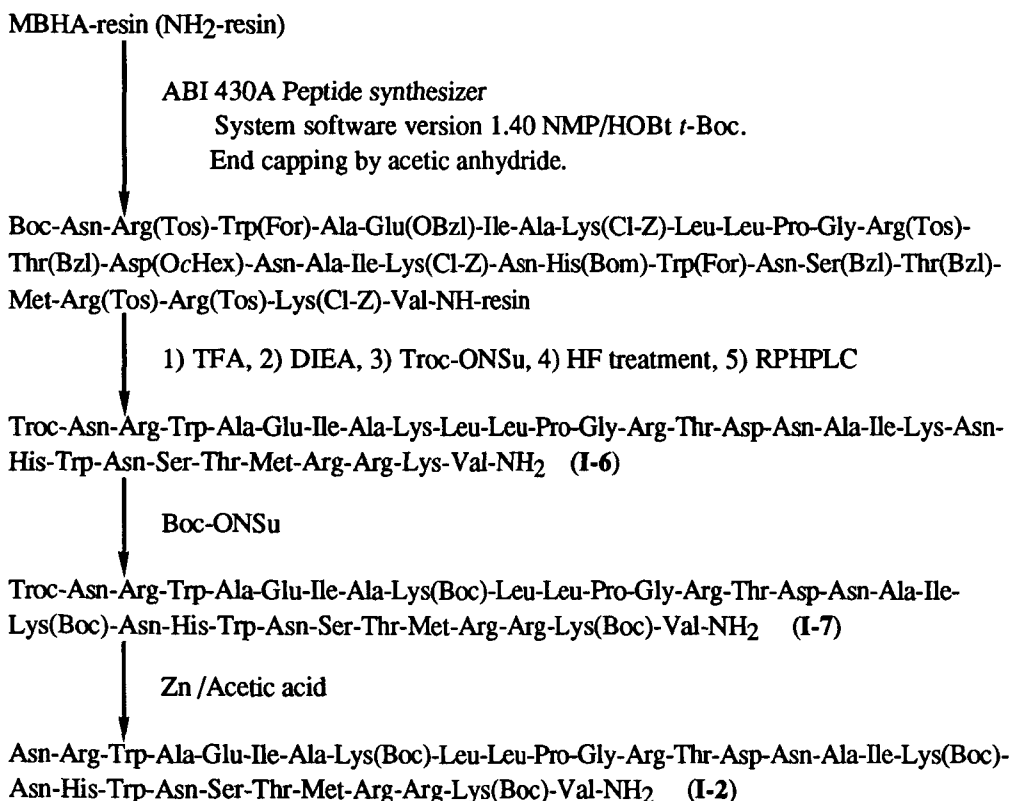 MBHA-resin (NH2-resin)
ABI 430A Peptide synthesizer
System software version 1.40 NMP/HOBt t-Boc.
End capping by acetic anhydride.
Boc-Asn-Arg(Tos)-Trp(For)-Ala-Glu(OBzl)-Ile-Ala-Lys(Cl-Z)-Leu-Leu-Pro-Gly-Arg(Tos)-
Thr(Bzl)-Asp(OcHex)-Asn-Ala-Ile-Lys(Cl-Z)-Asn-His(Bom)-Trp(For)-Asn-Ser(Bzl)-Thr(Bzl)-
Met-Arg(Tos)-Arg(Tos)-Lys(Cl-Z)-Val-NH-resin
1) TFA, 2) DIEA, 3) Troc-ONSu, 4) HF treatment, 5) RPHPLC
Troc-Asn-Arg-Trp-Ala-Glu-Ile-Ala-Lys-Leu-Leu-Pro-Gly-Arg-Thr-Asp-Asn-Ala-Ile-Lys-Asn-
His-Trp-Asn-Ser-Thr-Met-Arg-Arg-Lys-Val-NH2 (I-6)
Boc-ONSu
Troc-Asn-Arg-Trp-Ala-Glu-Ile-Ala-Lys(Boc)-Leu-Leu-Pro-Gly-Arg-Thr-Asp-Asn-Ala-Ile-
Lys(Boc)-Asn-His-Trp-Asn-Ser-Thr-Met-Arg-Arg-Lys(Boc)-Val-NH2 (I-7)
Zn /Acetic acid
Asn-Arg-Trp-Ala-Glu-Ile-Ala-Lys(Boc)-Leu-Leu-Pro-Gly-Arg-Thr-Asp-Asn-Ala-Ile-Lys(Boc)-
Asn-His-Trp-Asn-Ser-Thr-Met-Arg-Arg-Lys(Boc)-Val-NH2 (I-2)